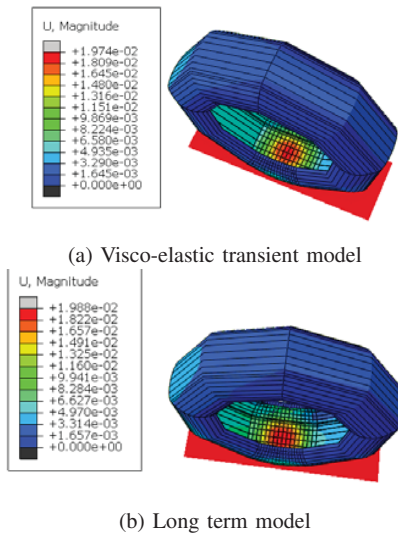 U, Magnitude
+1.974e-02
+1.809e-02
+1.645e-02
+1.480e-02
+1.316e-02
+1.151e-02
+9.869e-03
+8.224e-03
+6.580e-03
+4.935e-03
+3.290e-03
+1.645e-03
+0.000e+00
(a) Visco-elastic transient model
U, Magnitude
+1.988e-02
+1.822e-02
+1.657e-02
+1.491e-02
+1.325e-02
+1.160e-02
+9.941e-03
+8.284e-03
+6.627e-03
+4.970e-03
+3.314e-03
+1.657e-03
+0.000e+00
(b) Long term model